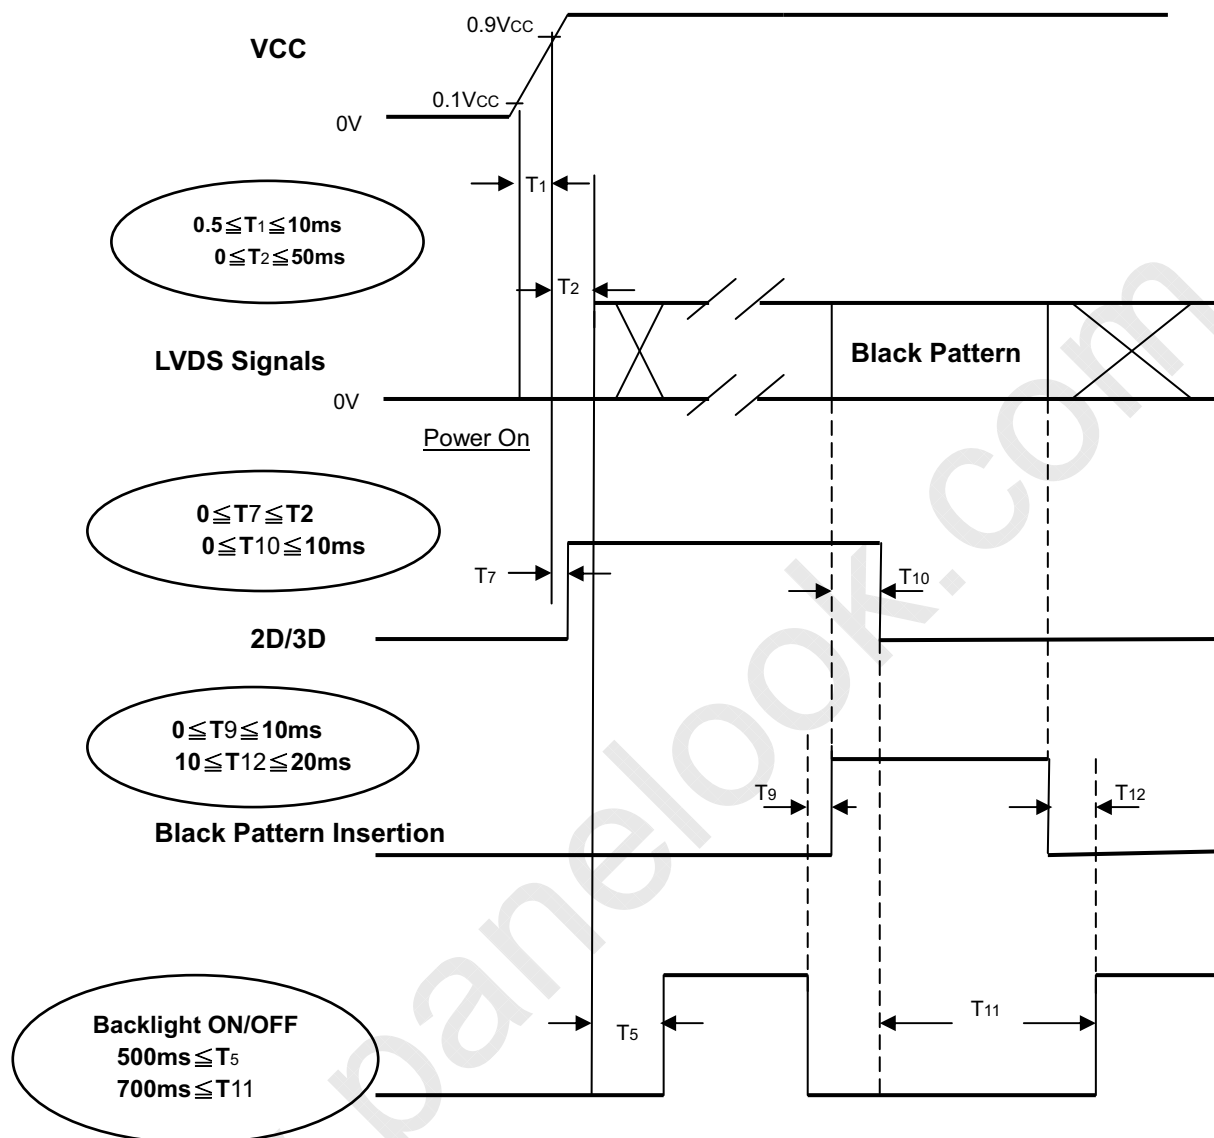 0.9VCC
VCC
0.1VCC
0V
T1
0.5≦T1≦10ms
0≦T2≦50ms
T2
Black Pattern
LVDS Signals
0V
Power On
0≦T7≦T2
0≦T10≦10ms
T7
T10
2D/3D
0≦T9≦10ms
10≦T12≦20ms
T9
T12
Black Pattern Insertion
Backlight ON/OFF
500ms≦T5
700ms≦T11
T5
T11
panelook.com